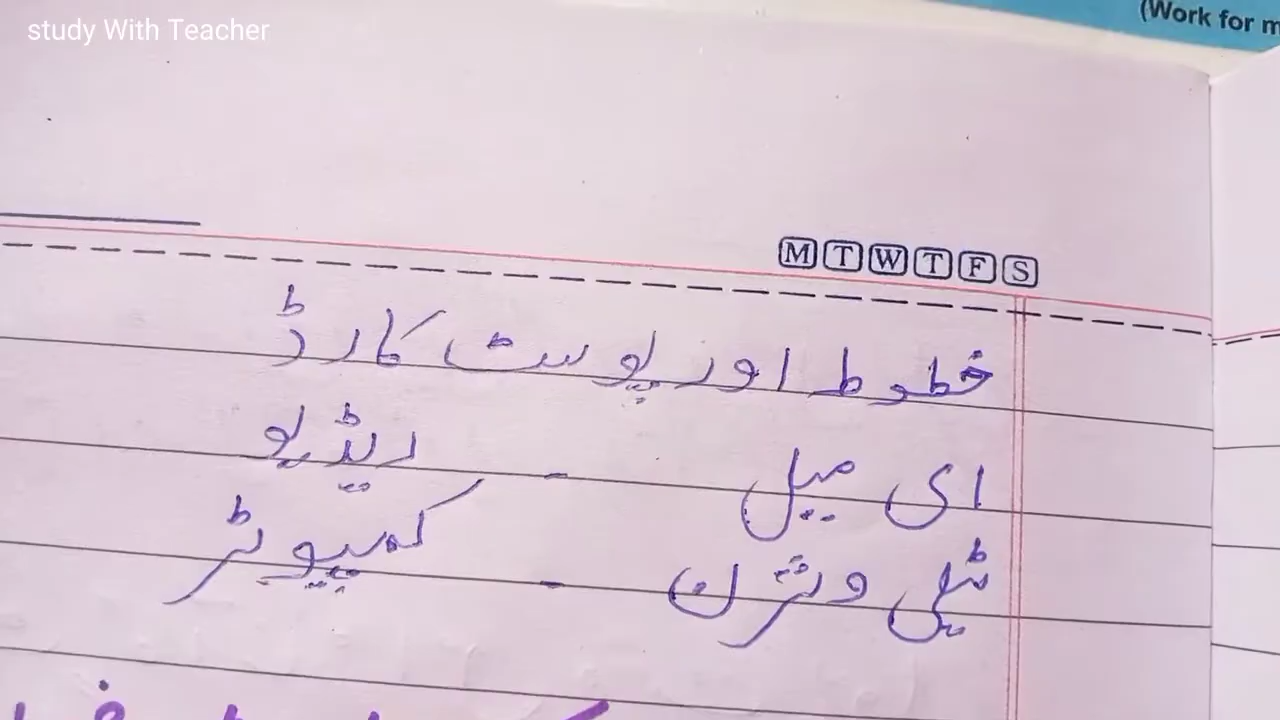 study With Teacher
(Work for m
M T W T F S
خطوط اور پوسٹ کارڈ
ای میل - ریڈیو
ٹیلی ویژن - کمپیوٹر